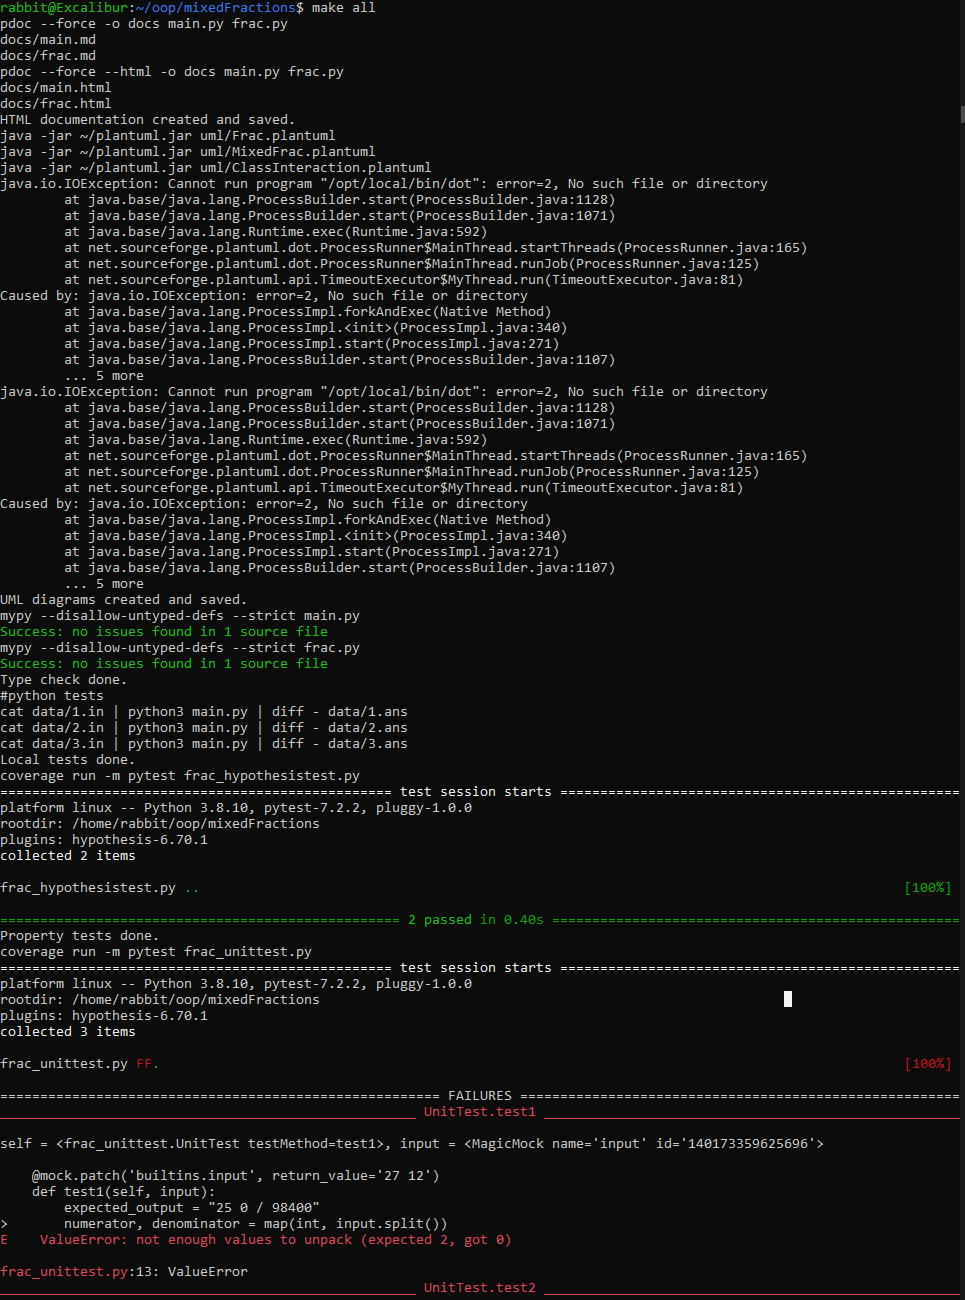 rabbit@Excalibur:~/oop/mixedFractions$ make all
pdoc --force -o docs main.py frac.py
docs/main.md
docs/frac.md
pdoc --force --html -o docs main.py frac.py
docs/main.html
docs/frac.html
HTML documentation created and saved.
java -jar ~/plantuml.jar uml/Frac.plantuml
java -jar ~/plantuml.jar uml/MixedFrac.plantuml
java -jar ~/plantuml.jar uml/ClassInteraction.plantuml
java.io.IOException: Cannot run program "/opt/local/bin/dot": error=2, No such file or directory
        at java.base/java.lang.ProcessBuilder.start(ProcessBuilder.java:1128)
        at java.base/java.lang.ProcessBuilder.start(ProcessBuilder.java:1071)
        at java.base/java.lang.Runtime.exec(Runtime.java:592)
        at net.sourceforge.plantuml.dot.ProcessRunner$MainThread.startThreads(ProcessRunner.java:165)
        at net.sourceforge.plantuml.dot.ProcessRunner$MainThread.runJob(ProcessRunner.java:125)
        at net.sourceforge.plantuml.api.TimeoutExecutor$MyThread.run(TimeoutExecutor.java:81)
Caused by: java.io.IOException: error=2, No such file or directory
        at java.base/java.lang.ProcessImpl.forkAndExec(Native Method)
        at java.base/java.lang.ProcessImpl.<init>(ProcessImpl.java:340)
        at java.base/java.lang.ProcessImpl.start(ProcessImpl.java:271)
        at java.base/java.lang.ProcessBuilder.start(ProcessBuilder.java:1107)
        ... 5 more
java.io.IOException: Cannot run program "/opt/local/bin/dot": error=2, No such file or directory
        at java.base/java.lang.ProcessBuilder.start(ProcessBuilder.java:1128)
        at java.base/java.lang.ProcessBuilder.start(ProcessBuilder.java:1071)
        at java.base/java.lang.Runtime.exec(Runtime.java:592)
        at net.sourceforge.plantuml.dot.ProcessRunner$MainThread.startThreads(ProcessRunner.java:165)
        at net.sourceforge.plantuml.dot.ProcessRunner$MainThread.runJob(ProcessRunner.java:125)
        at net.sourceforge.plantuml.api.TimeoutExecutor$MyThread.run(TimeoutExecutor.java:81)
Caused by: java.io.IOException: error=2, No such file or directory
        at java.base/java.lang.ProcessImpl.forkAndExec(Native Method)
        at java.base/java.lang.ProcessImpl.<init>(ProcessImpl.java:340)
        at java.base/java.lang.ProcessImpl.start(ProcessImpl.java:271)
        at java.base/java.lang.ProcessBuilder.start(ProcessBuilder.java:1107)
        ... 5 more
UML diagrams created and saved.
mypy --disallow-untyped-defs --strict main.py
Success: no issues found in 1 source file
mypy --disallow-untyped-defs --strict frac.py
Success: no issues found in 1 source file
Type check done.
#python tests
cat data/1.in | python3 main.py | diff - data/1.ans
cat data/2.in | python3 main.py | diff - data/2.ans
cat data/3.in | python3 main.py | diff - data/3.ans
Local tests done.
coverage run -m pytest frac_hypothesistest.py
================================================= test session starts ==================================================
platform linux -- Python 3.8.10, pytest-7.2.2, pluggy-1.0.0
rootdir: /home/rabbit/oop/mixedFractions
plugins: hypothesis-6.70.1
collected 2 items
frac_hypothesistest.py .. [100%]
================================================== 2 passed in 0.40s ===================================================
Property tests done.
coverage run -m pytest frac_unittest.py
================================================= test session starts ==================================================
platform linux -- Python 3.8.10, pytest-7.2.2, pluggy-1.0.0
rootdir: /home/rabbit/oop/mixedFractions
plugins: hypothesis-6.70.1
collected 3 items
frac_unittest.py FF. [100%]
======================================================= FAILURES =======================================================
____________________________________________________ UnitTest.test1 ____________________________________________________
self = <frac_unittest.UnitTest testMethod=test1>, input = <MagicMock name='input' id='140173359625696'>
    @mock.patch('builtins.input', return_value='27 12')
    def test1(self, input):
        expected_output = "25 0 / 98400"
>       numerator, denominator = map(int, input.split())
E    ValueError: not enough values to unpack (expected 2, got 0)
frac_unittest.py:13: ValueError
____________________________________________________ UnitTest.test2 ____________________________________________________